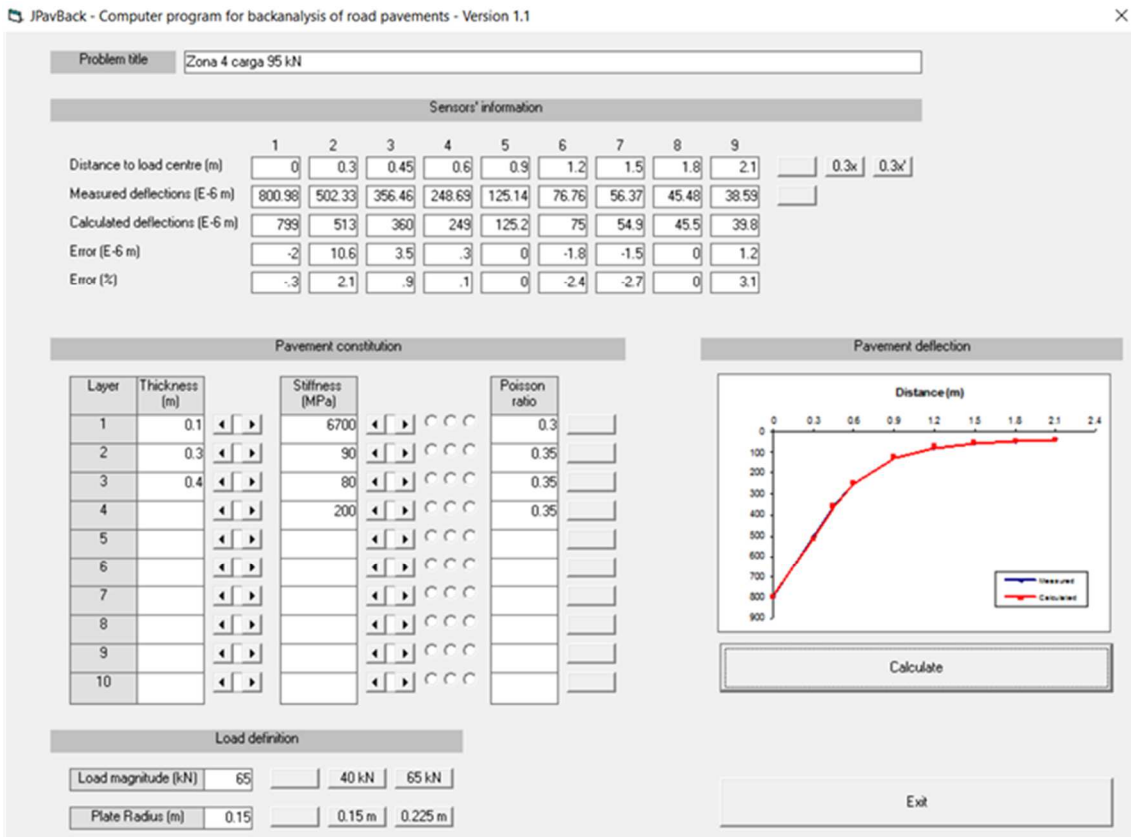 JPavBack - Computer program for backanalysis of road pavements - Version 1.1
Problem title Zona 4 carga 95 kN
Sensors' information
1 2 3 4 5 6 7 8 9
Distance to load centre (m) 0 0.3 0.45 0.6 0.9 1.2 1.5 1.8 2.1 0.3x 0.3x'
Measured deflections (E-6 m) 800.98 502.33 356.46 248.69 125.14 76.76 56.37 45.48 38.59
Calculated deflections (E-6 m) 799 513 360 249 125.2 75 54.9 45.5 39.8
Error (E-6 m) -2 10.6 3.5 .3 0 -1.8 -1.5 0 1.2
Error (%) -.3 2.1 .9 .1 0 -2.4 -2.7 0 3.1
Pavement constitution
Layer Thickness (m) Stiffness (MPa) Poisson ratio
1 0.1 6700 0.3
2 0.3 90 0.35
3 0.4 80 0.35
4 200 0.35
5
6
7
8
9
10
Pavement deflection
Distance (m)
0 0.3 0.6 0.9 1.2 1.5 1.8 2.1 2.4
0
100
200
300
400
500
600
700
800
900
Measured
Calculated
Calculate
Load definition
Load magnitude (kN) 65 40 kN 65 kN
Plate Radius (m) 0.15 0.15 m 0.225 m
Exit